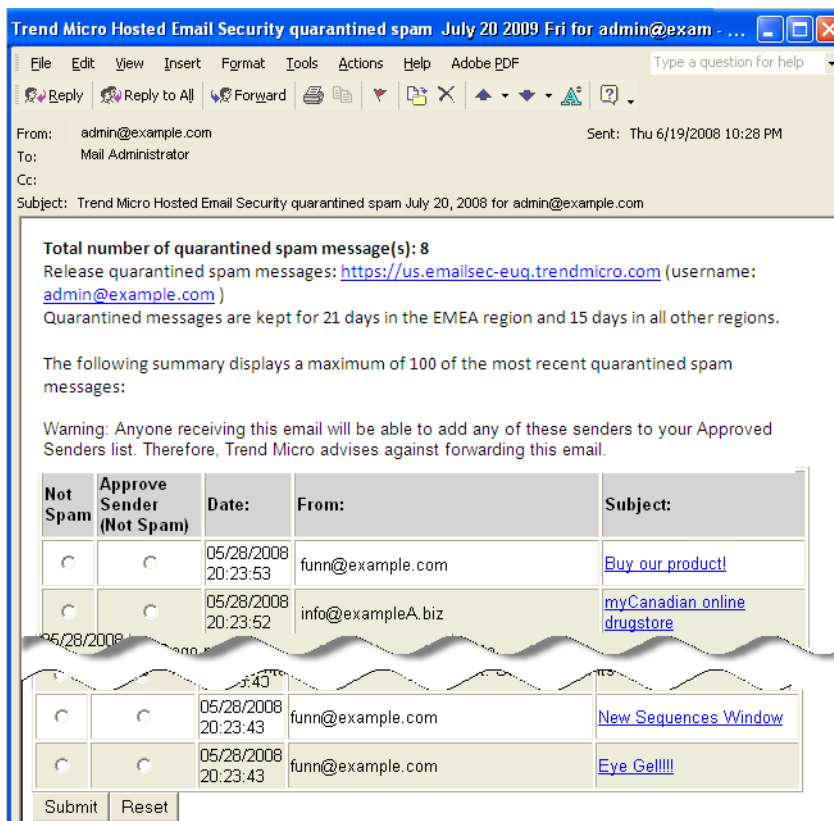 Trend Micro Hosted Email Security quarantined spam July 20 2009 Fri for admin@exam - ...
File Edit View Insert Format Tools Actions Help Adobe PDF Type a question for help
Reply Reply to All Forward
From: admin@example.com Sent: Thu 6/19/2008 10:28 PM
To: Mail Administrator
Cc:
Subject: Trend Micro Hosted Email Security quarantined spam July 20, 2008 for admin@example.com
Total number of quarantined spam message(s): 8
Release quarantined spam messages: https://us.emailsec-euq.trendmicro.com (username:
admin@example.com )
Quarantined messages are kept for 21 days in the EMEA region and 15 days in all other regions.
The following summary displays a maximum of 100 of the most recent quarantined spam
messages:
Warning: Anyone receiving this email will be able to add any of these senders to your Approved
Senders list. Therefore, Trend Micro advises against forwarding this email.
Not Spam Approve Sender (Not Spam) Date: From: Subject:
05/28/2008 20:23:53 funn@example.com Buy our product!
05/28/2008 20:23:52 info@exampleA.biz myCanadian online drugstore
05/28/2008
05/28/2008 20:23:43 funn@example.com New Sequences Window
05/28/2008 20:23:43 funn@example.com Eye Gel!!!!
Submit Reset